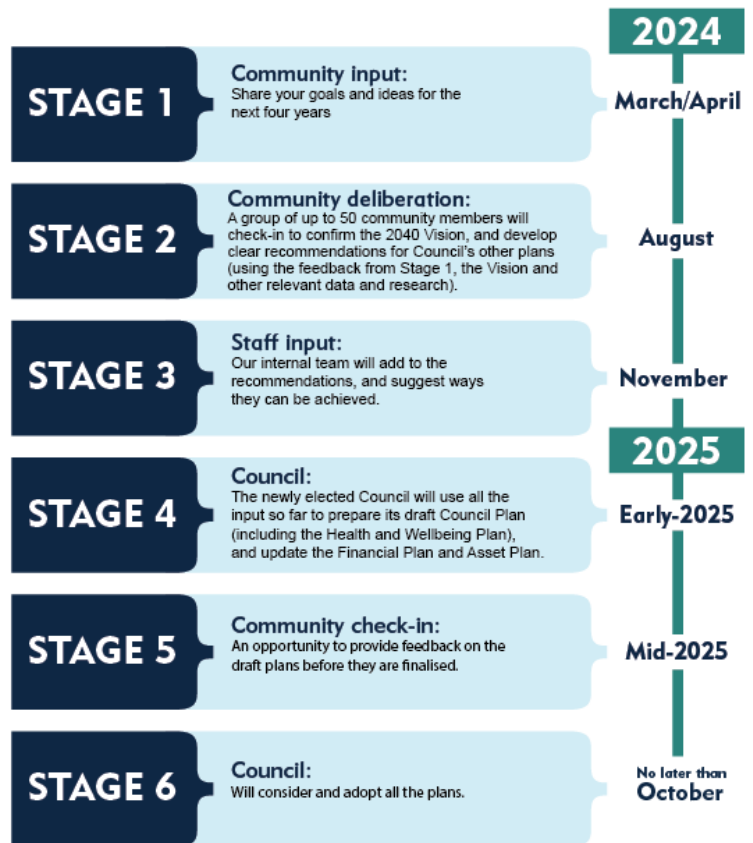 2024
STAGE 1
Community input:
Share your goals and ideas for the
next four years
March/April
STAGE 2
Community deliberation:
A group of up to 50 community members will
check-in to confirm the 2040 Vision, and develop
clear recommendations for Council's other plans
(using the feedback from Stage 1, the Vision and
other relevant data and research).
August
STAGE 3
Staff input:
Our internal team will add to the
recommendations, and suggest ways
they can be achieved.
November
2025
STAGE 4
Council:
The newly elected Council will use all the
input so far to prepare its draft Council Plan
(including the Health and Wellbeing Plan),
and update the Financial Plan and Asset Plan.
Early-2025
STAGE 5
Community check-in:
An opportunity to provide feedback on the
draft plans before they are finalised.
Mid-2025
STAGE 6
Council:
Will consider and adopt all the plans.
No later than
October